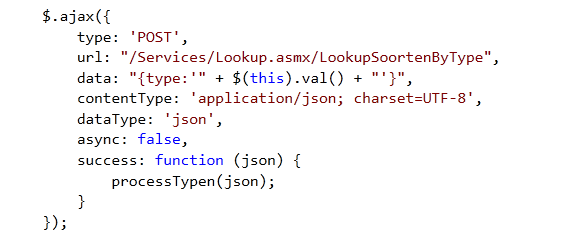 $.ajax({
    type: 'POST',
    url: "/Services/Lookup.asmx/LookupSoortenByType",
    data: "{type:'" + $(this).val() + "'}",
    contentType: 'application/json; charset=UTF-8',
    dataType: 'json',
    async: false,
    success: function (json) {
        processTypen(json);
    }
});